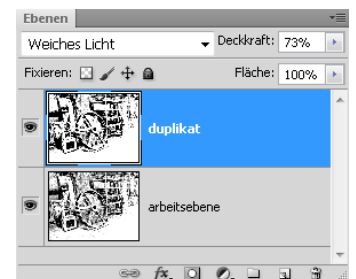 Ebenen
Weiches Licht Deckkraft: 73%
Fixieren: Fläche: 100%
duplikat
arbeitsebene
fx.